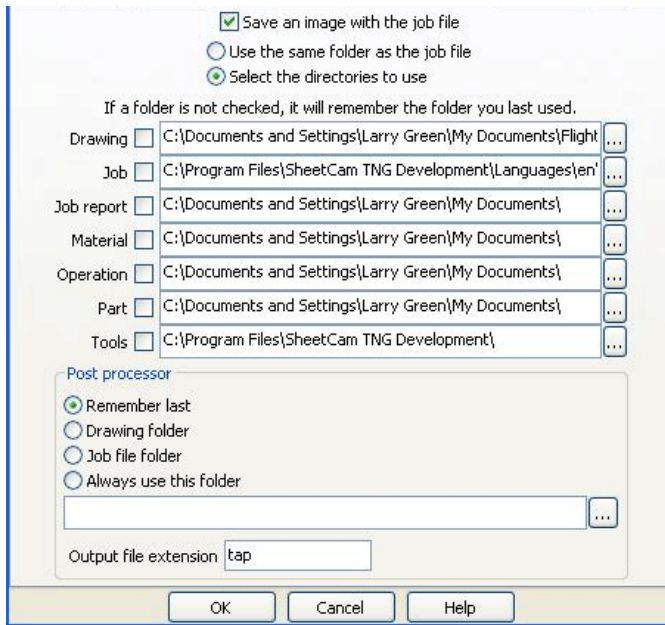 Save an image with the job file
Use the same folder as the job file
Select the directories to use
If a folder is not checked, it will remember the folder you last used.
Drawing C:\Documents and Settings\Larry Green\My Documents\Flight ...
Job C:\Program Files\SheetCam TNG Development\Languages\en' ...
Job report C:\Documents and Settings\Larry Green\My Documents\ ...
Material C:\Documents and Settings\Larry Green\My Documents\ ...
Operation C:\Documents and Settings\Larry Green\My Documents\ ...
Part C:\Documents and Settings\Larry Green\My Documents\ ...
Tools C:\Program Files\SheetCam TNG Development\ ...
Post processor
Remember last
Drawing folder
Job file folder
Always use this folder
...
Output file extension tap
OK Cancel Help